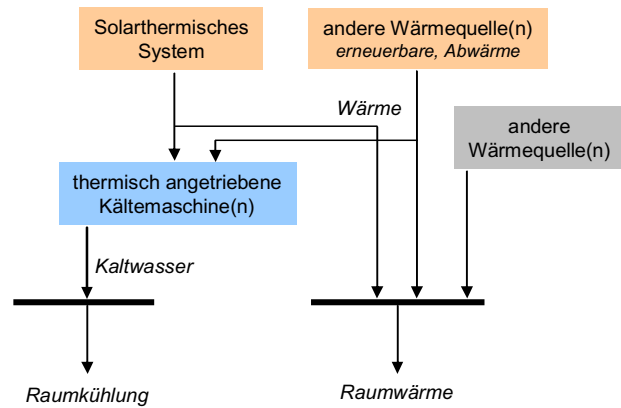 Solarthermisches
System
andere Wärmequelle(n)
erneuerbare, Abwärme
Wärme
andere
Wärmequelle(n)
thermisch angetriebene
Kältemaschine(n)
Kaltwasser
Raumkühlung
Raumwärme